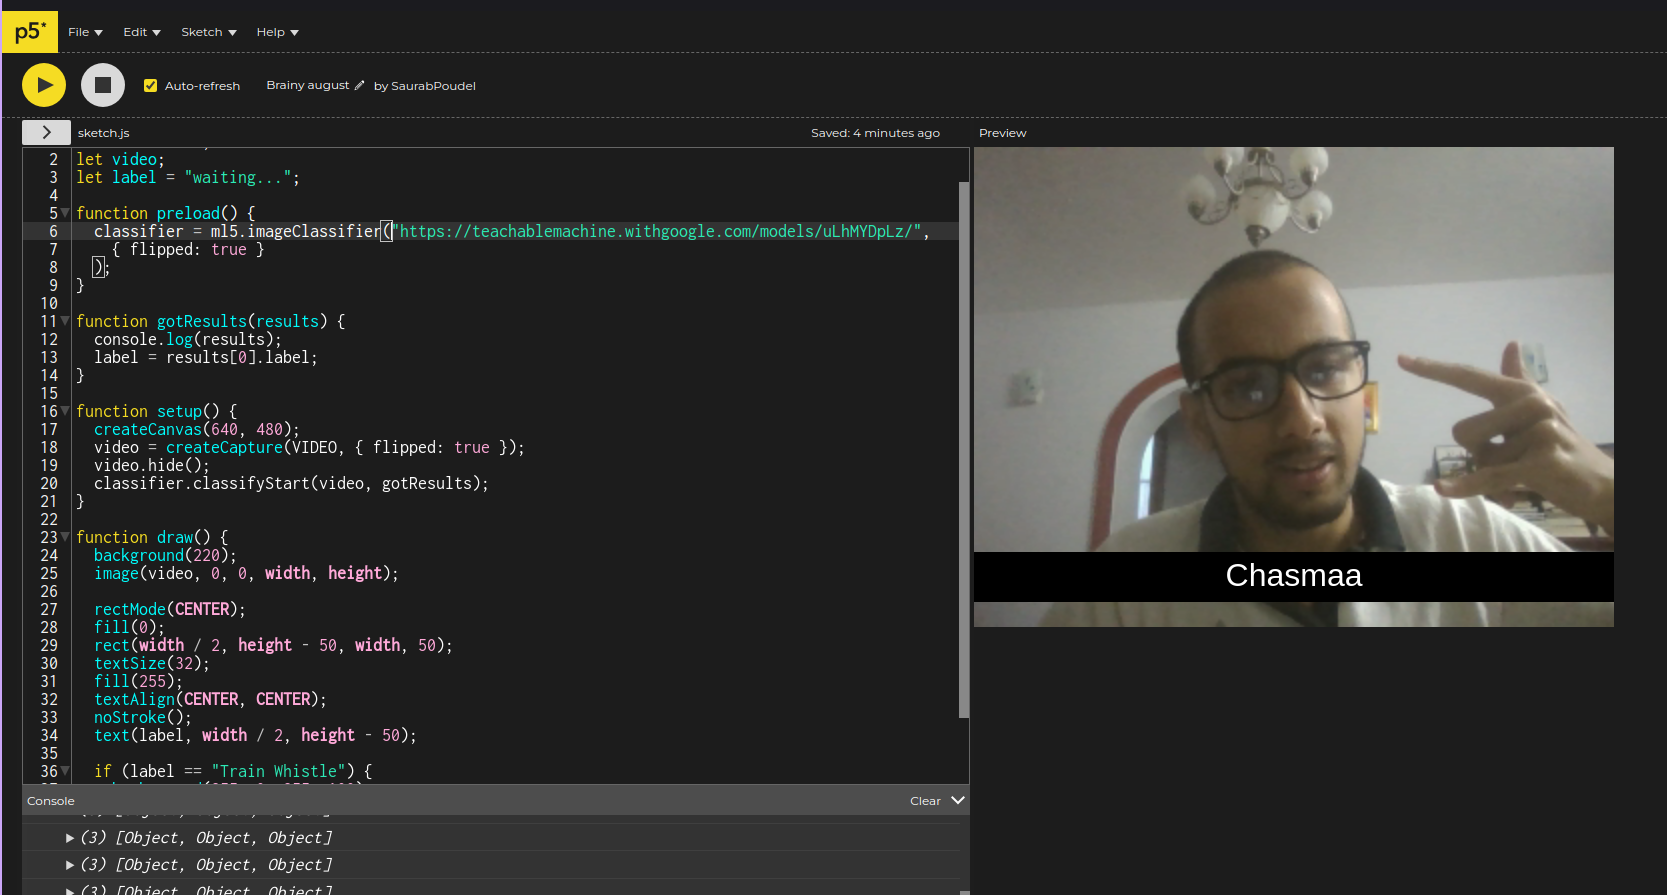 p5*
File Edit Sketch Help
Auto-refresh Brainy august by SaurabPoudel
sketch.js Saved: 4 minutes ago Preview
2 let video;
3 let label = "waiting...";
4
5 function preload() {
6 classifier = ml5.imageClassifier("https://teachablemachine.withgoogle.com/models/uLhMYDpLz/",
7 { flipped: true }
8 );
9 }
10
11 function gotResults(results) {
12 console.log(results);
13 label = results[0].label;
14 }
15
16 function setup() {
17 createCanvas(640, 480);
18 video = createCapture(VIDEO, { flipped: true });
19 video.hide();
20 classifier.classifyStart(video, gotResults);
21 }
22
23 function draw() {
24 background(220);
25 image(video, 0, 0, width, height);
26
27 rectMode(CENTER);
28 fill(0);
29 rect(width / 2, height - 50, width, 50);
30 textSize(32);
31 fill(255);
32 textAlign(CENTER, CENTER);
33 noStroke();
34 text(label, width / 2, height - 50);
35
36 if (label == "Train Whistle") {
Chasmaa
Console Clear
(3) [Object, Object, Object]
(3) [Object, Object, Object]
(3) [Object, Object, Object]